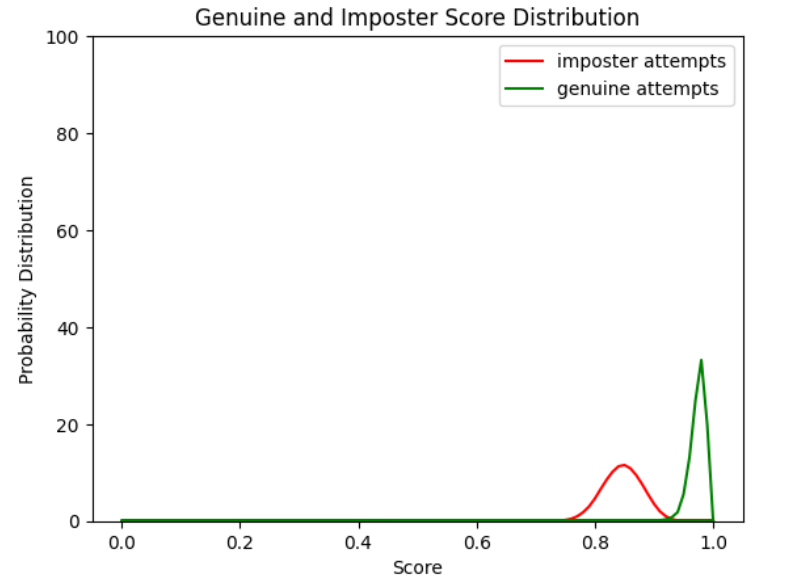 Genuine and Imposter Score Distribution
100
80
60
40
20
0
Probability Distribution
imposter attempts
genuine attempts
0.0 0.2 0.4 0.6 0.8 1.0
Score